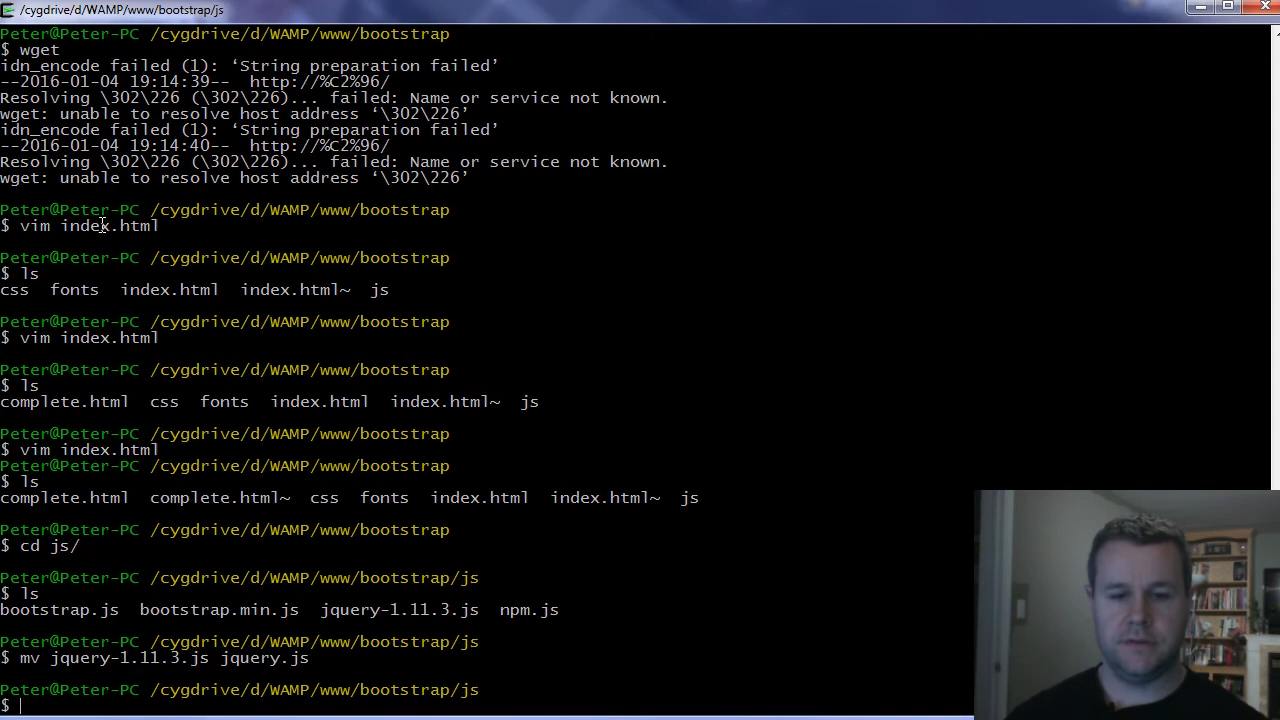 /cygdrive/d/WAMP/www/bootstrap/js
Peter@Peter-PC /cygdrive/d/WAMP/www/bootstrap
$ wget
idn_encode failed (1): ‘String preparation failed’
--2016-01-04 19:14:39--  http://%c2%96/
Resolving \302\226 (\302\226)... failed: Name or service not known.
wget: unable to resolve host address ‘\302\226’
idn_encode failed (1): ‘String preparation failed’
--2016-01-04 19:14:40--  http://%c2%96/
Resolving \302\226 (\302\226)... failed: Name or service not known.
wget: unable to resolve host address ‘\302\226’
Peter@Peter-PC /cygdrive/d/WAMP/www/bootstrap
$ vim index.html
Peter@Peter-PC /cygdrive/d/WAMP/www/bootstrap
$ ls
css  fonts  index.html  index.html~  js
Peter@Peter-PC /cygdrive/d/WAMP/www/bootstrap
$ vim index.html
Peter@Peter-PC /cygdrive/d/WAMP/www/bootstrap
$ ls
complete.html  css  fonts  index.html  index.html~  js
Peter@Peter-PC /cygdrive/d/WAMP/www/bootstrap
$ vim index.html
Peter@Peter-PC /cygdrive/d/WAMP/www/bootstrap
$ ls
complete.html  complete.html~  css  fonts  index.html  index.html~  js
Peter@Peter-PC /cygdrive/d/WAMP/www/bootstrap
$ cd js/
Peter@Peter-PC /cygdrive/d/WAMP/www/bootstrap/js
$ ls
bootstrap.js  bootstrap.min.js  jquery-1.11.3.js  npm.js
Peter@Peter-PC /cygdrive/d/WAMP/www/bootstrap/js
$ mv jquery-1.11.3.js jquery.js
Peter@Peter-PC /cygdrive/d/WAMP/www/bootstrap/js
$